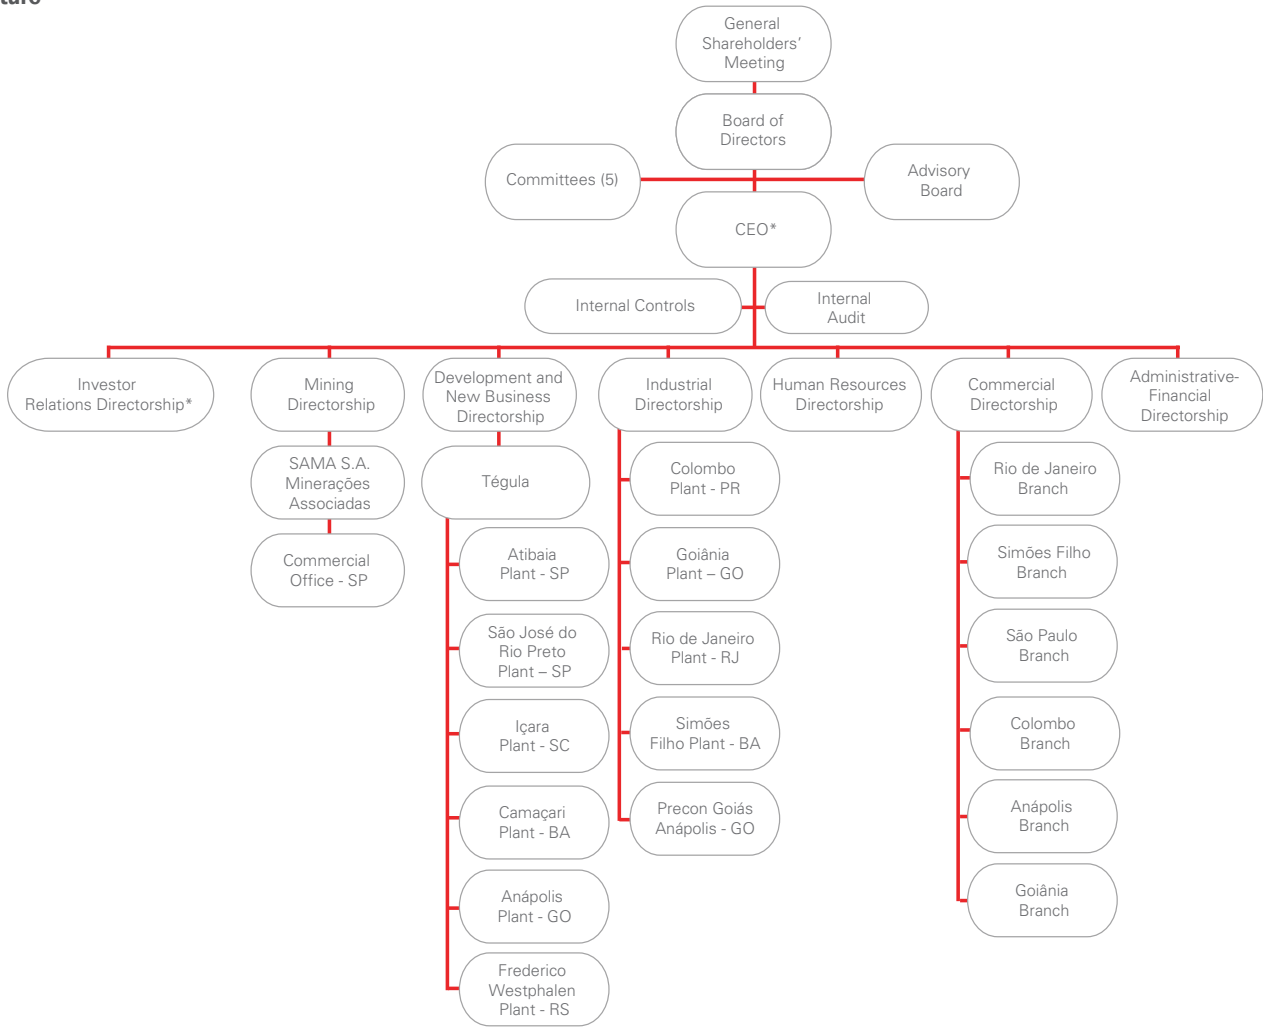 General
Shareholders’
Meeting
Board of
Directors
Committees (5)
Advisory
Board
CEO*
Internal Controls
Internal
Audit
Investor
Relations Directorship*
Mining
Directorship
Development and
New Business
Directorship
Industrial
Directorship
Human Resources
Directorship
Commercial
Directorship
Administrative-
Financial
Directorship
SAMA S.A.
Minerações
Associadas
Commercial
Office - SP
Tégula
Atibaia
Plant - SP
São José do
Rio Preto
Plant – SP
Içara
Plant - SC
Camaçari
Plant - BA
Anápolis
Plant - GO
Frederico
Westphalen
Plant - RS
Colombo
Plant - PR
Goiânia
Plant – GO
Rio de Janeiro
Plant - RJ
Simões
Filho Plant - BA
Precon Goiás
Anápolis - GO
Rio de Janeiro
Branch
Simões Filho
Branch
São Paulo
Branch
Colombo
Branch
Anápolis
Branch
Goiânia
Branch